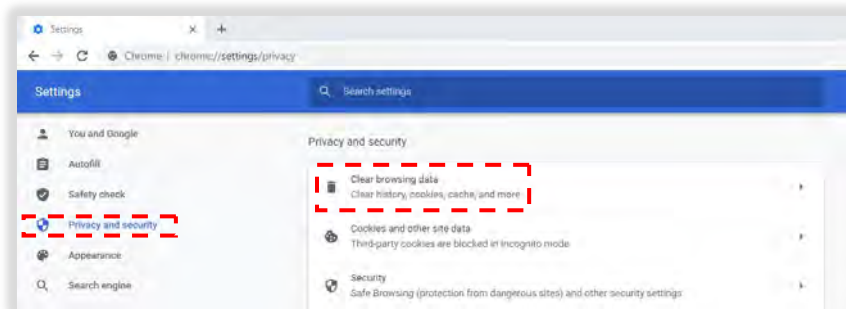 Settings
Chrome | chrome://settings/privacy
Settings
Search settings
You and Google
Autofill
Safety check
Privacy and security
Appearance
Search engine
Privacy and security
Clear browsing data
Clear history, cookies, cache, and more
Cookies and other site data
Third-party cookies are blocked in Incognito mode
Security
Safe Browsing (protection from dangerous sites) and other security settings